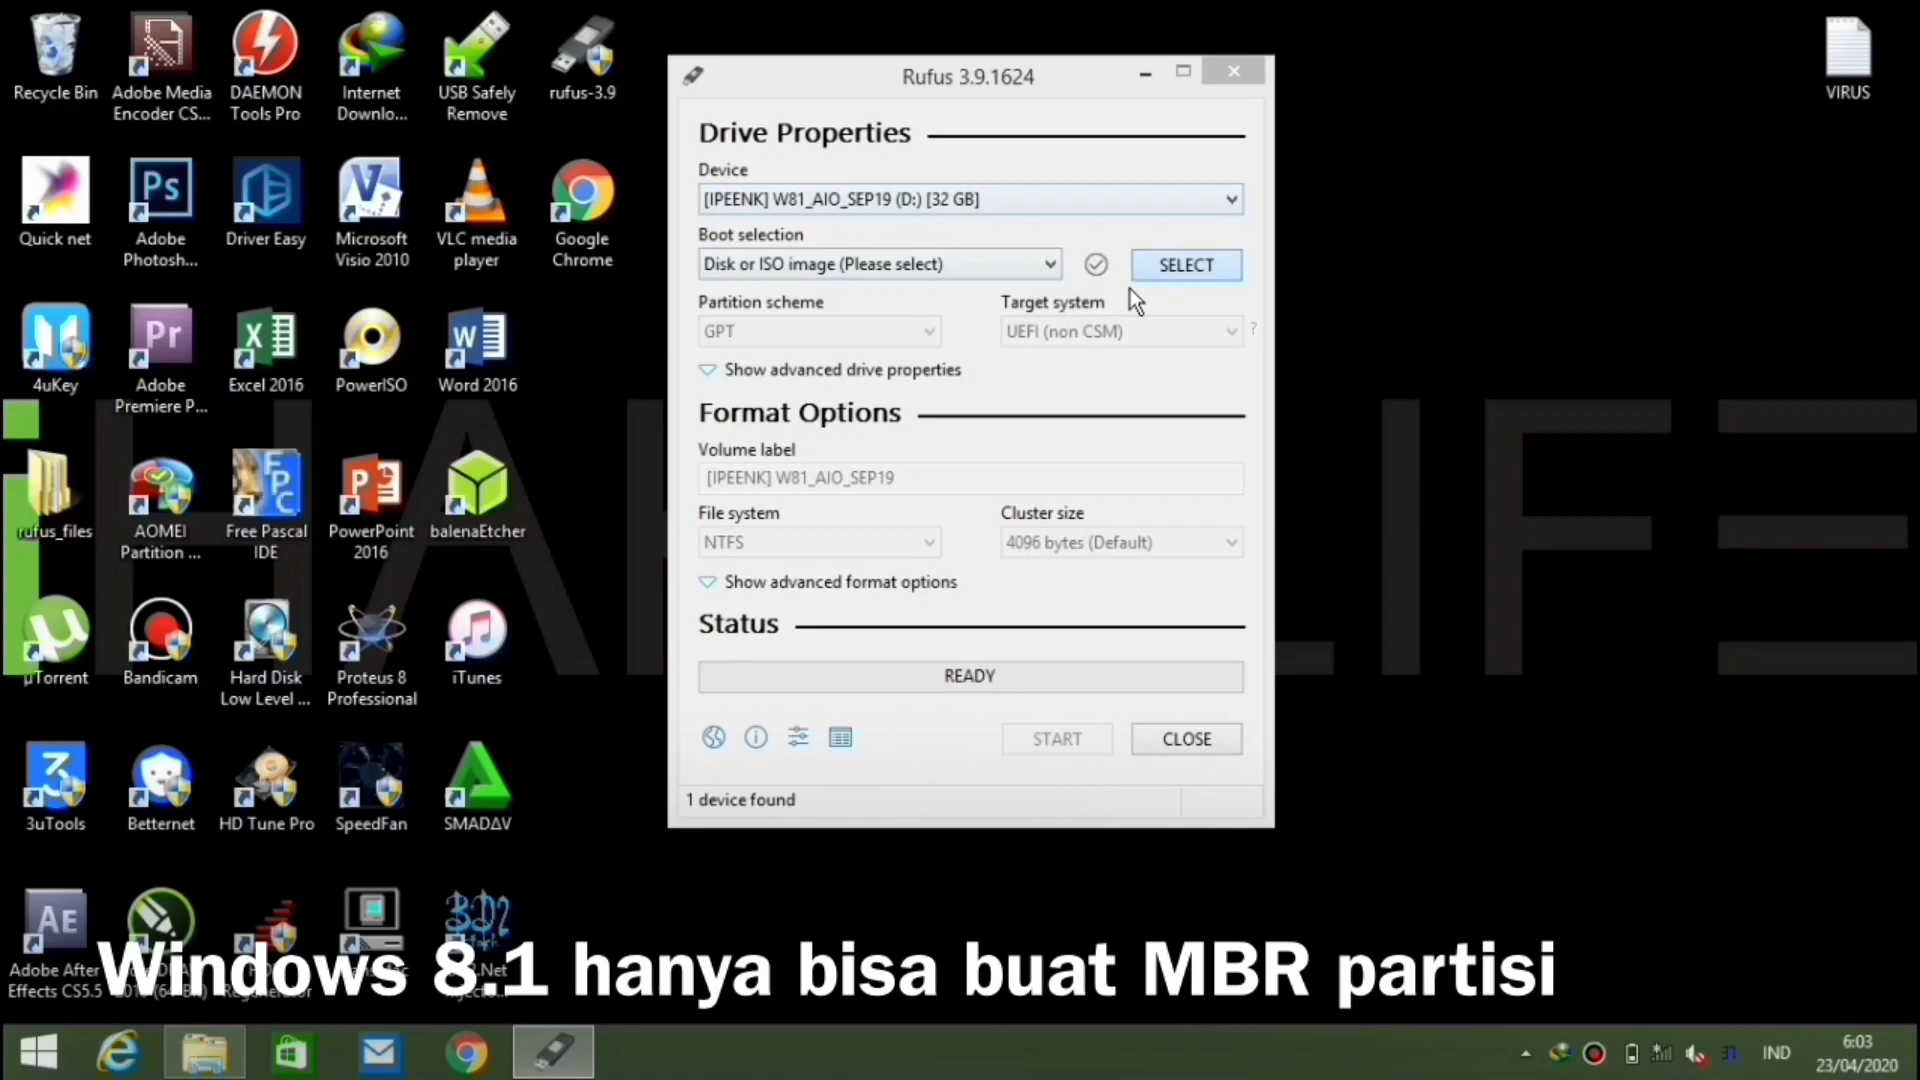 Recycle Bin
Adobe Media
Encoder CS...
DAEMON
Tools Pro
Internet
Downlo...
USB Safely
Remove
rufus-3.9
VIRUS
Quick net
Adobe
Photosh...
Driver Easy
Microsoft
Visio 2010
VLC media
player
Google
Chrome
4uKey
Adobe
Premiere P...
Excel 2016
PowerISO
Word 2016
rufus_files
AOMEI
Partition ...
Free Pascal
IDE
PowerPoint
2016
balenaEtcher
µTorrent
Bandicam
Hard Disk
Low Level ...
Proteus 8
Professional
iTunes
3uTools
Betternet
HD Tune Pro
SpeedFan
SMADΔV
Adobe After
Effects CS5.5
Rufus 3.9.1624
Drive Properties
Device
[IPEENK] W81_AIO_SEP19 (D:) [32 GB]
Boot selection
Disk or ISO image (Please select)
SELECT
Partition scheme
Target system
GPT
UEFI (non CSM)
?
Show advanced drive properties
Format Options
Volume label
[IPEENK] W81_AIO_SEP19
File system
Cluster size
NTFS
4096 bytes (Default)
Show advanced format options
Status
READY
START
CLOSE
1 device found
Windows 8.1 hanya bisa buat MBR partisi
IND
6:03
23/04/2020